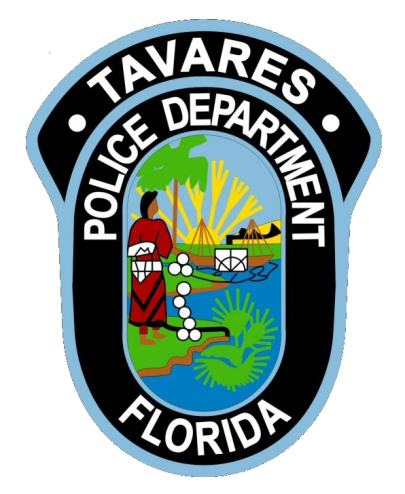 TAVARES
POLICE DEPARTMENT
FLORIDA